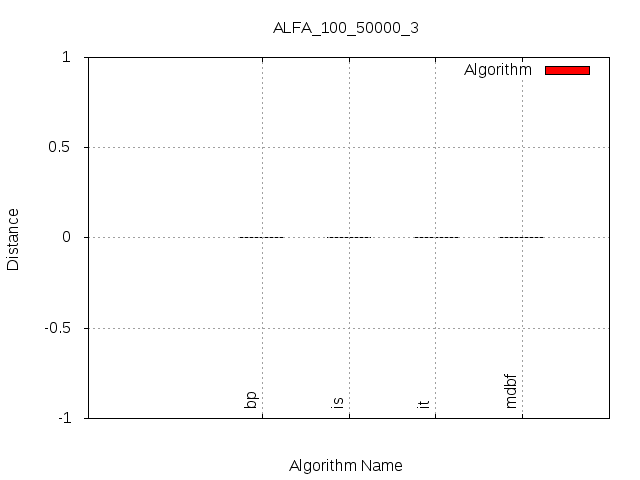 ALFA_100_50000_3
Algorithm
1
0.5
0
-0.5
-1
Distance
bp
is
it
mdbf
Algorithm Name